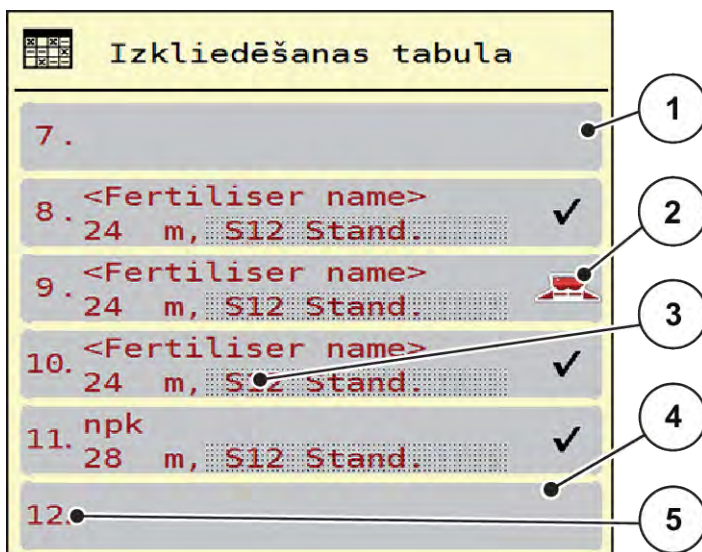 Izkliedēšanas tabula
7.
8. <Fertiliser name>
24 m, S12 Stand.
9. <Fertiliser name>
24 m, S12 Stand.
10. <Fertiliser name>
24 m, S12 Stand.
11. npk
28 m, S12 Stand.
12.
1
2
3
4
5